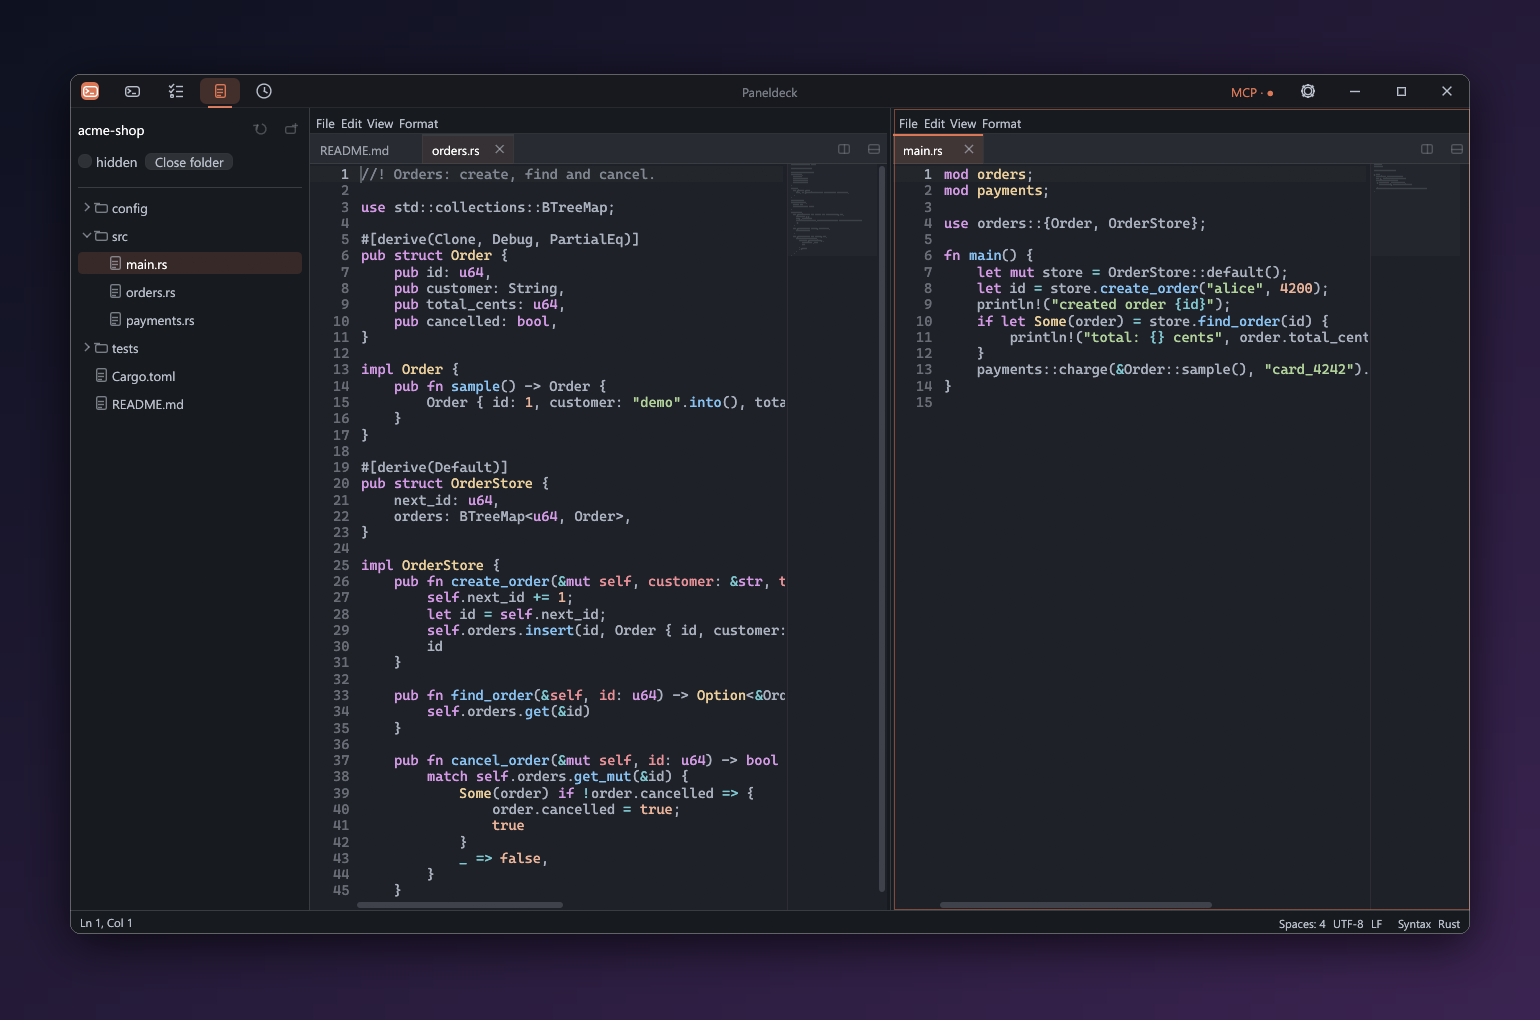 Paneldeck
MCP ·
acme-shop
hidden Close folder
config
src
main.rs
orders.rs
payments.rs
tests
Cargo.toml
README.md
File Edit View Format
README.md orders.rs
1 //! Orders: create, find and cancel.
2
3 use std::collections::BTreeMap;
4
5 #[derive(Clone, Debug, PartialEq)]
6 pub struct Order {
7     pub id: u64,
8     pub customer: String,
9     pub total_cents: u64,
10     pub cancelled: bool,
11 }
12
13 impl Order {
14     pub fn sample() -> Order {
15         Order { id: 1, customer: "demo".into(), tota
16     }
17 }
18
19 #[derive(Default)]
20 pub struct OrderStore {
21     next_id: u64,
22     orders: BTreeMap<u64, Order>,
23 }
24
25 impl OrderStore {
26     pub fn create_order(&mut self, customer: &str, t
27         self.next_id += 1;
28         let id = self.next_id;
29         self.orders.insert(id, Order { id, customer:
30         id
31     }
32
33     pub fn find_order(&self, id: u64) -> Option<&Ord
34         self.orders.get(&id)
35     }
36
37     pub fn cancel_order(&mut self, id: u64) -> bool
38         match self.orders.get_mut(&id) {
39             Some(order) if !order.cancelled => {
40                 order.cancelled = true;
41                 true
42             }
43             _ => false,
44         }
45     }
File Edit View Format
main.rs
1 mod orders;
2 mod payments;
3
4 use orders::{Order, OrderStore};
5
6 fn main() {
7     let mut store = OrderStore::default();
8     let id = store.create_order("alice", 4200);
9     println!("created order {id}");
10     if let Some(order) = store.find_order(id) {
11         println!("total: {} cents", order.total_cent
12     }
13     payments::charge(&Order::sample(), "card_4242").
14 }
15
Ln 1, Col 1
Spaces: 4 UTF-8 LF Syntax Rust